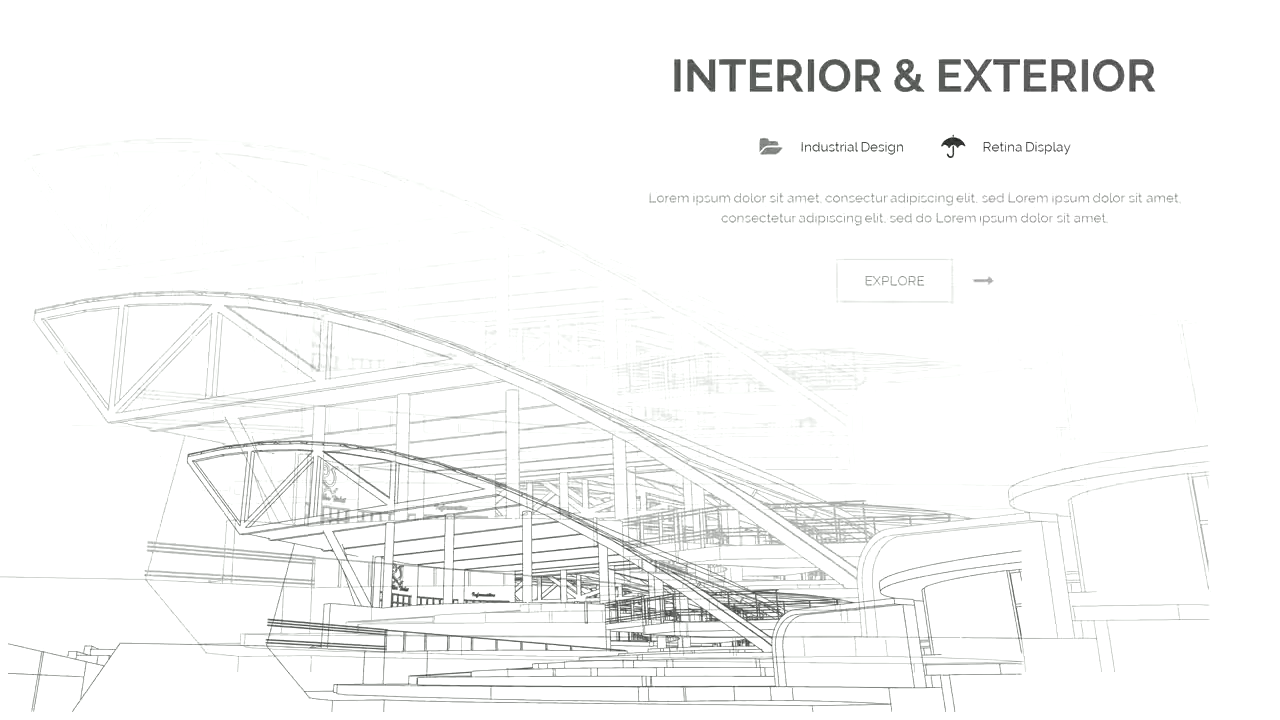 INTERIOR & EXTERIOR
Industrial Design
Retina Display
Lorem ipsum dolor sit amet, consectur adipiscing elit, sed Lorem ipsum dolor sit amet,
consectetur adipiscing elit, sed do Lorem ipsum dolor sit amet,
EXPLORE